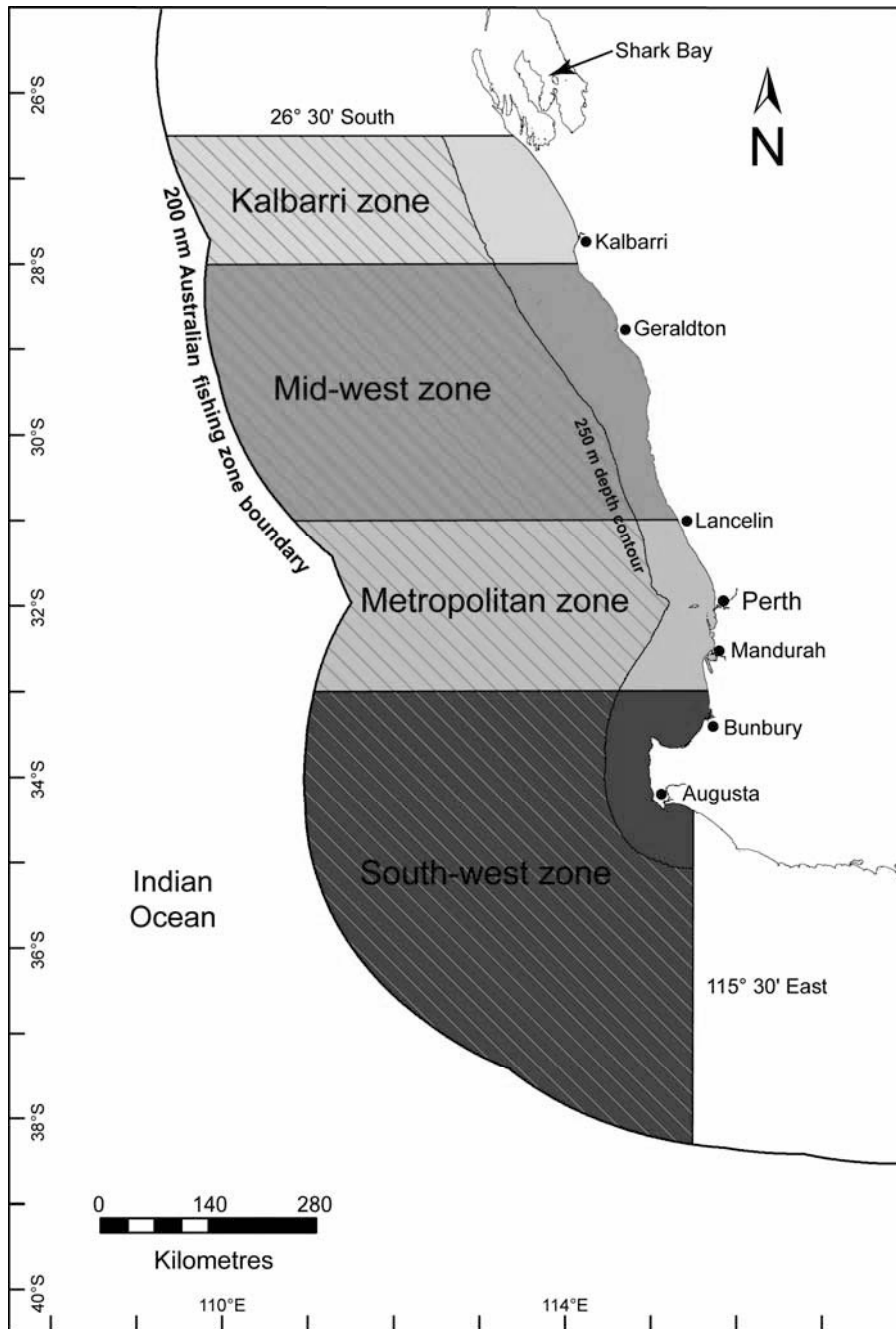 Shark Bay
26°S
26° 30' South
N
Kalbarri zone
200 nm Australian fishing zone boundary
Kalbarri
28°S
Geraldton
Mid-west zone
30°S
250 m depth contour
Lancelin
Metropolitan zone
32°S
Perth
Mandurah
Bunbury
34°S
Augusta
South-west zone
Indian
Ocean
36°S
115° 30' East
38°S
0 140 280
Kilometres
40°S
110°E 114°E